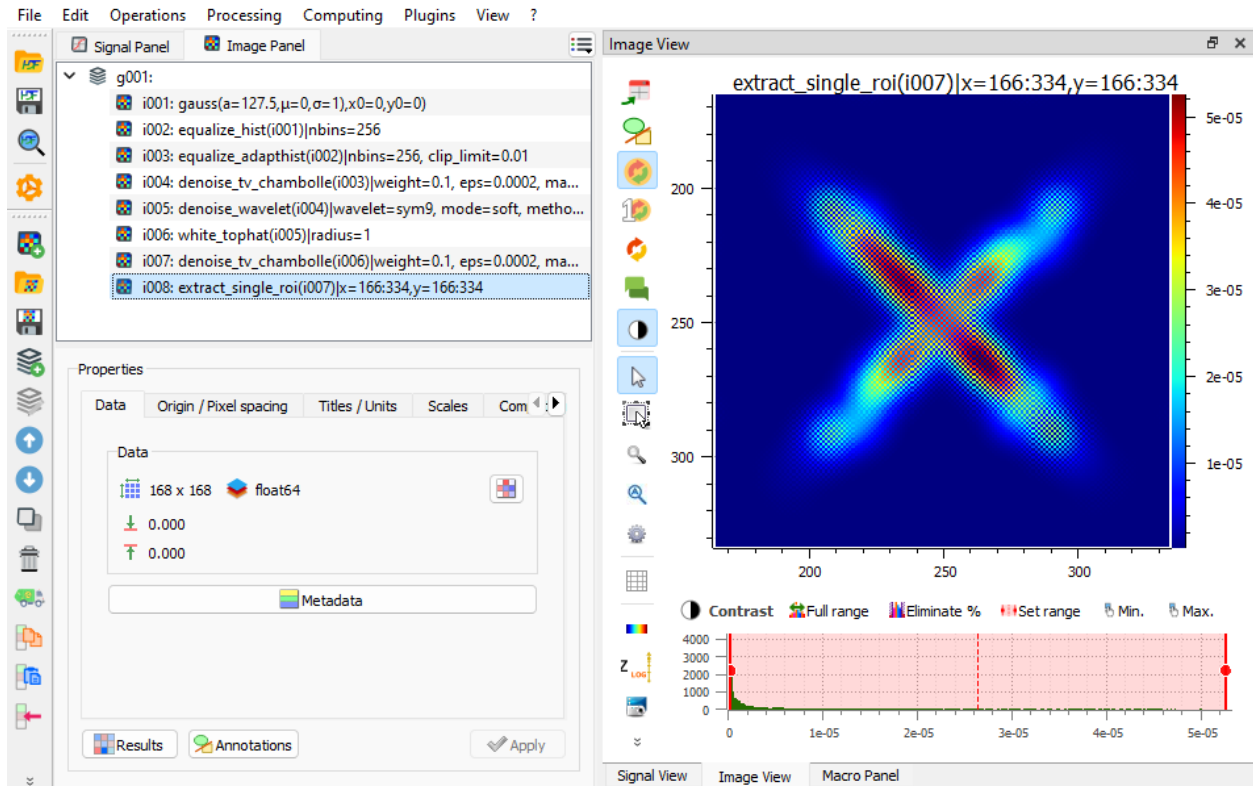 File Edit Operations Processing Computing Plugins View ?
Signal Panel Image Panel
g001:
i001: gauss(a=127.5,μ=0,σ=1),x0=0,y0=0)
i002: equalize_hist(i001)|nbins=256
i003: equalize_adapthist(i002)|nbins=256, clip_limit=0.01
i004: denoise_tv_chambolle(i003)|weight=0.1, eps=0.0002, ma...
i005: denoise_wavelet(i004)|wavelet=sym9, mode=soft, metho...
i006: white_tophat(i005)|radius=1
i007: denoise_tv_chambolle(i006)|weight=0.1, eps=0.0002, ma...
i008: extract_single_roi(i007)|x=166:334,y=166:334
Properties
Data Origin / Pixel spacing Titles / Units Scales Com
Data
168 x 168 float64
0.000
0.000
Metadata
Results Annotations Apply
Image View
extract_single_roi(i007)|x=166:334,y=166:334
200
250
300
200 250 300
5e-05
4e-05
3e-05
2e-05
1e-05
Contrast Full range Eliminate % Set range Min. Max.
4000
3000
2000
1000
0
0 1e-05 2e-05 3e-05 4e-05 5e-05
Z LOG
Signal View Image View Macro Panel